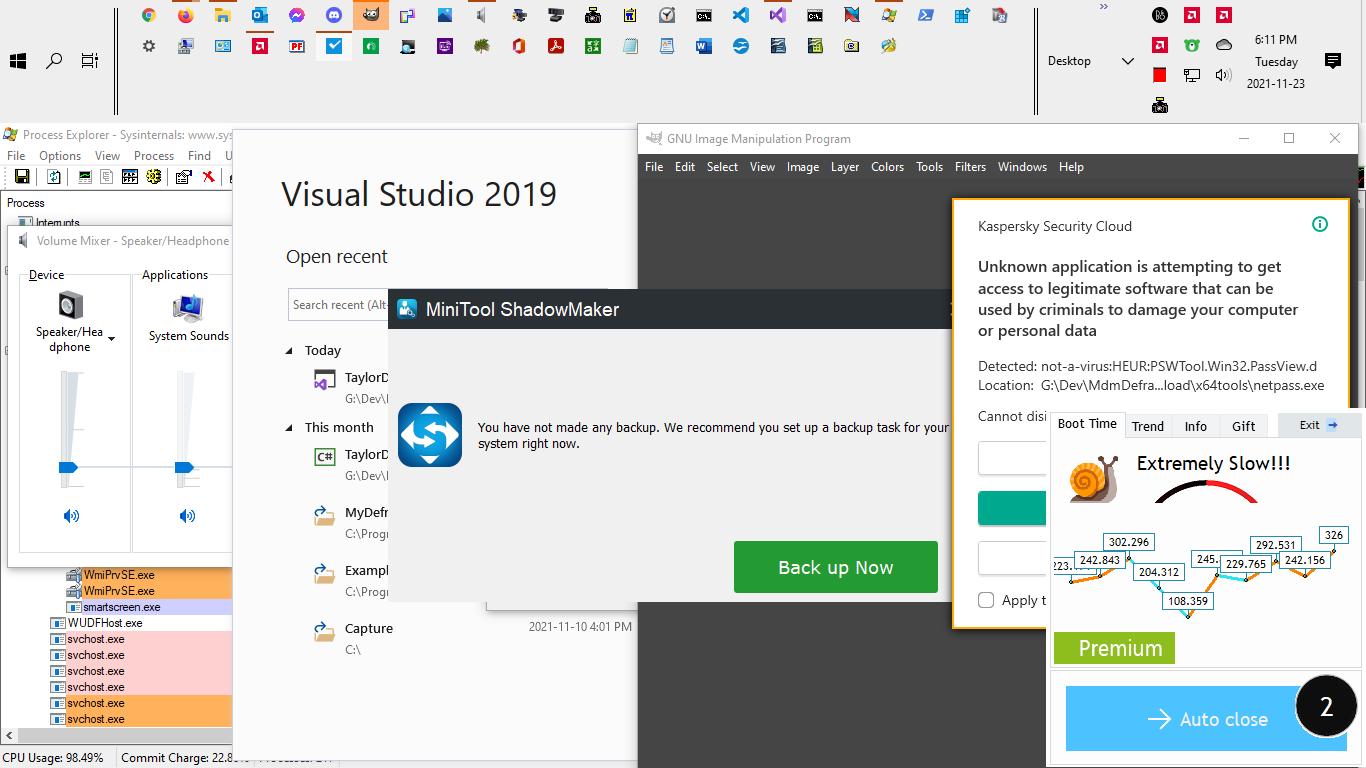 Desktop
6:11 PM
Tuesday
2021-11-23
Process Explorer - Sysinternals: www.sys
File Options View Process Find
Process
Interrupts
WmiPrvSE.exe
WmiPrvSE.exe
smartscreen.exe
WUDFHost.exe
svchost.exe
svchost.exe
svchost.exe
svchost.exe
svchost.exe
svchost.exe
CPU Usage: 98.49%
Commit Charge:
Volume Mixer - Speaker/Headphone
Device
Applications
Speaker/Hea
dphone
System Sounds
Visual Studio 2019
Open recent
Search recent (Alt-
Today
TaylorD
G:\Dev\
This month
TaylorD
G:\Dev\
MyDefr
C:\Progr
Exampl
C:\Progr
Capture
C:\
2021-11-10 4:01 PM
GNU Image Manipulation Program
File Edit Select View Image Layer Colors Tools Filters Windows Help
MiniTool ShadowMaker
You have not made any backup. We recommend you set up a backup task for your
system right now.
Back up Now
Kaspersky Security Cloud
Unknown application is attempting to get
access to legitimate software that can be
used by criminals to damage your computer
or personal data
Detected: not-a-virus:HEUR:PSWTool.Win32.PassView.d
Location: G:\Dev\MdmDefra...load\x64tools\netpass.exe
Cannot disi
Apply t
Boot Time Trend Info Gift Exit
Extremely Slow!!!
242.843
302.296
204.312
108.359
245.
229.765
292.531
242.156
326
Premium
Auto close
2